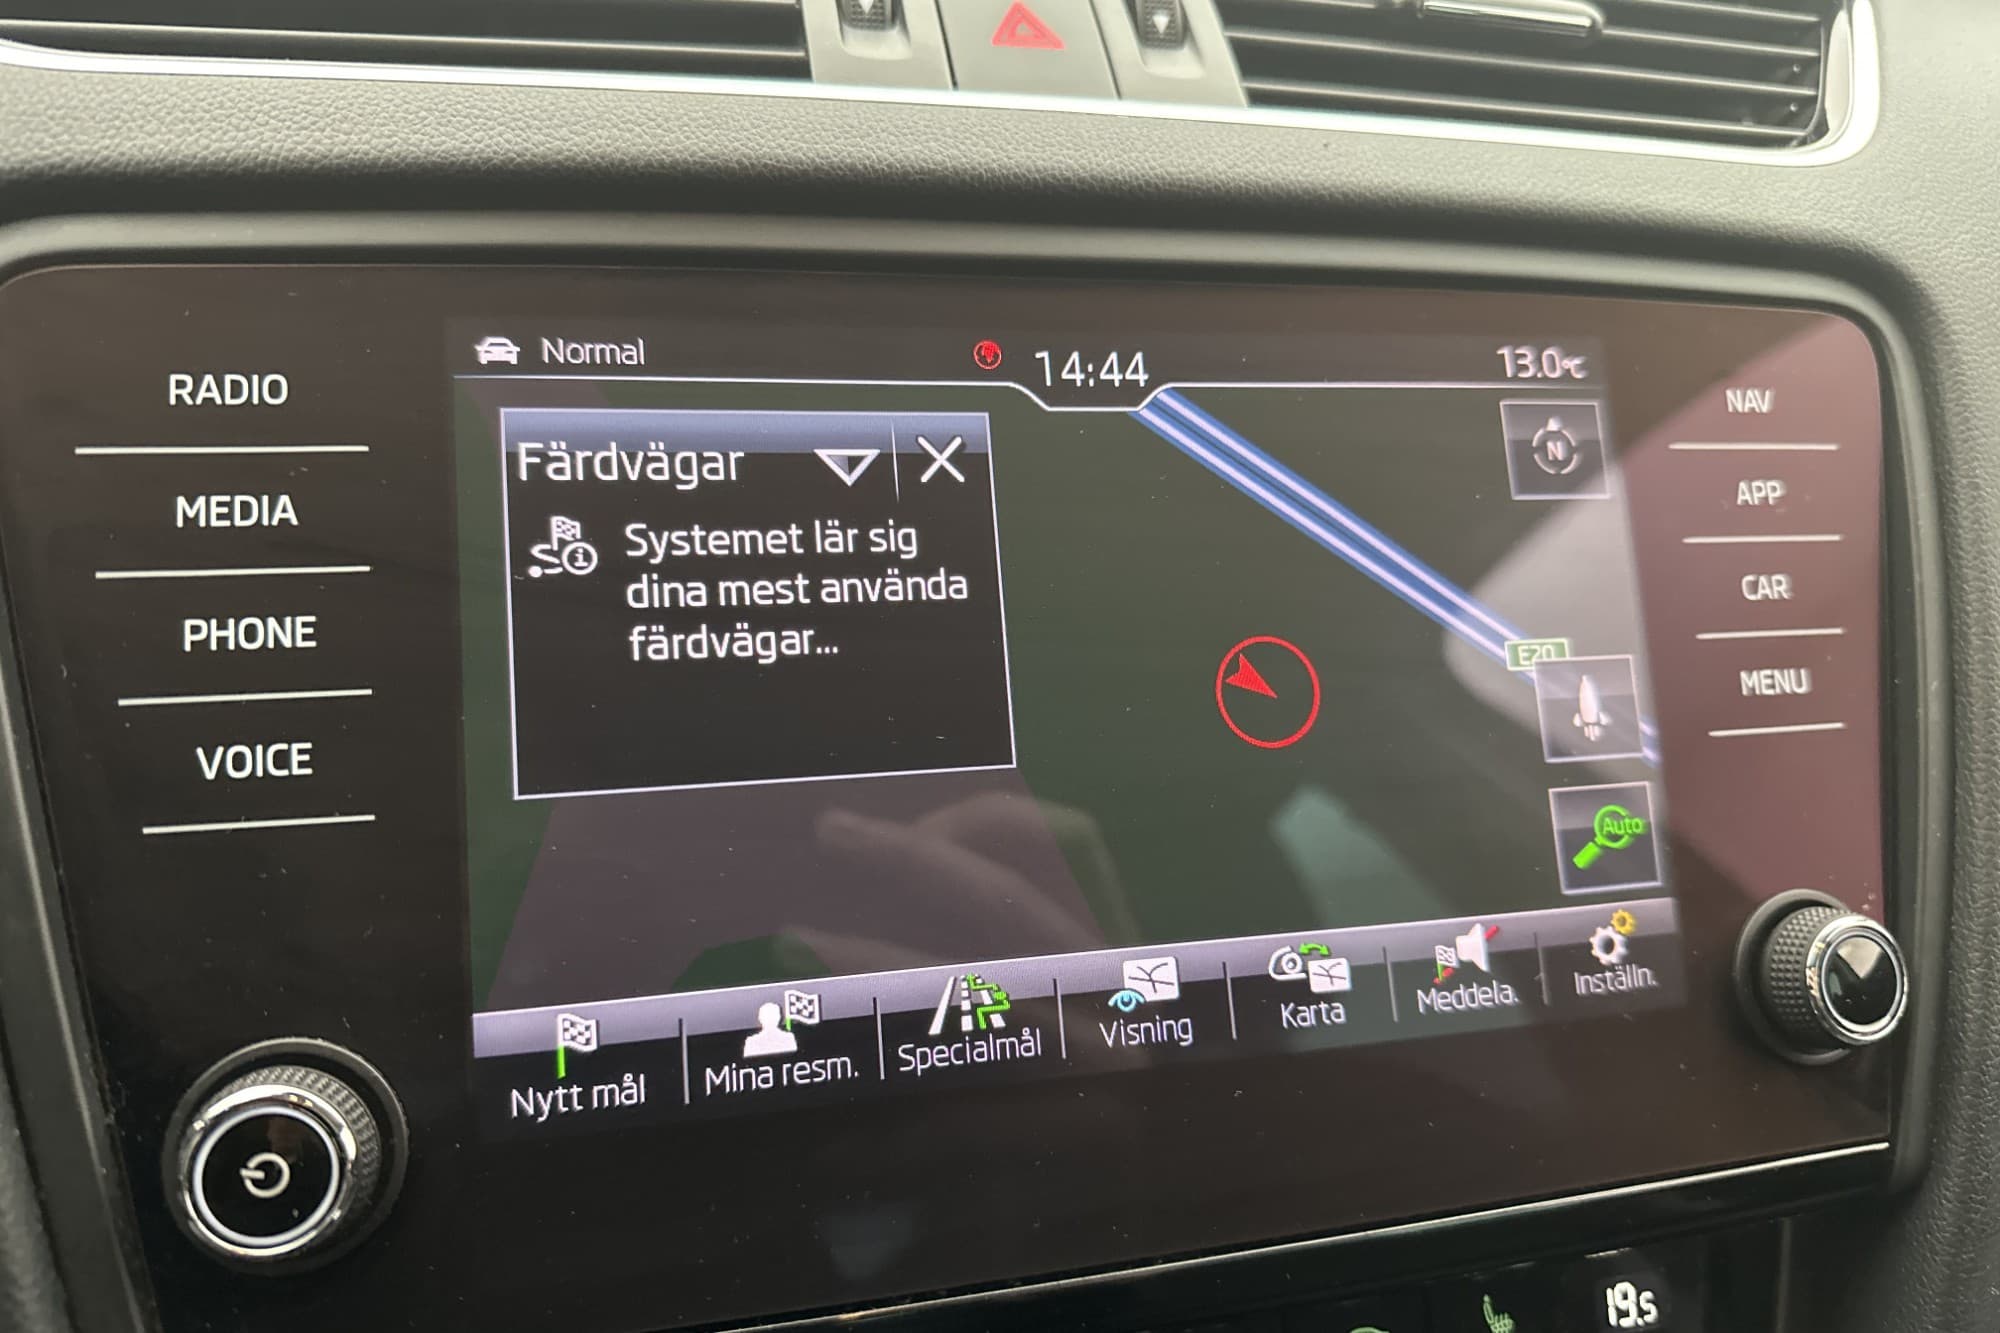 Normal
14:44
13.0°C
RADIO
MEDIA
PHONE
VOICE
Färdvägar
Systemet lär sig
dina mest använda
färdvägar...
N
E20
Auto
NAV
APP
CAR
MENU
Nytt mål
Mina resm.
Specialmål
Visning
Karta
Meddela.
Inställn.
19.5